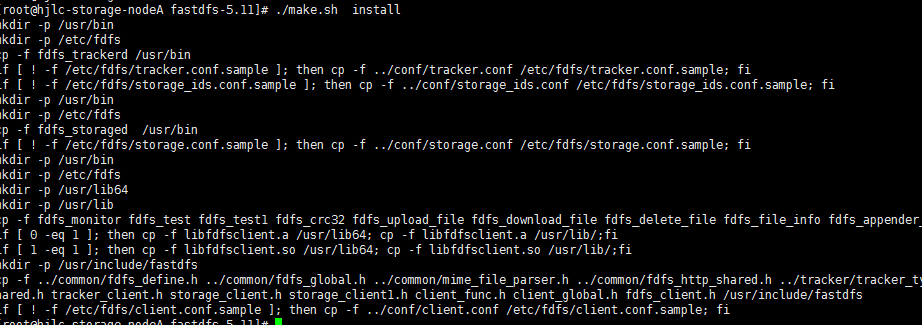 [root@hjlc-storage-nodeA fastdfs-5.11]# ./make.sh  install
mkdir -p /usr/bin
mkdir -p /etc/fdfs
cp -f fdfs_trackerd /usr/bin
if [ ! -f /etc/fdfs/tracker.conf.sample ]; then cp -f ../conf/tracker.conf /etc/fdfs/tracker.conf.sample; fi
if [ ! -f /etc/fdfs/storage_ids.conf.sample ]; then cp -f ../conf/storage_ids.conf /etc/fdfs/storage_ids.conf.sample; fi
mkdir -p /usr/bin
mkdir -p /etc/fdfs
cp -f fdfs_storaged  /usr/bin
if [ ! -f /etc/fdfs/storage.conf.sample ]; then cp -f ../conf/storage.conf /etc/fdfs/storage.conf.sample; fi
mkdir -p /usr/bin
mkdir -p /etc/fdfs
mkdir -p /usr/lib64
mkdir -p /usr/lib
cp -f fdfs_monitor fdfs_test fdfs_test1 fdfs_crc32 fdfs_upload_file fdfs_download_file fdfs_delete_file fdfs_file_info fdfs_appender_
if [ 0 -eq 1 ]; then cp -f libfdfsclient.a /usr/lib64; cp -f libfdfsclient.a /usr/lib/;fi
if [ 1 -eq 1 ]; then cp -f libfdfsclient.so /usr/lib64; cp -f libfdfsclient.so /usr/lib/;fi
mkdir -p /usr/include/fastdfs
cp -f ../common/fdfs_define.h ../common/fdfs_global.h ../common/mime_file_parser.h ../common/fdfs_http_shared.h ../tracker/tracker_ty
hared.h tracker_client.h storage_client.h storage_client1.h client_func.h client_global.h fdfs_client.h /usr/include/fastdfs
if [ ! -f /etc/fdfs/client.conf.sample ]; then cp -f ../conf/client.conf /etc/fdfs/client.conf.sample; fi
[root@hjlc-storage-nodeA fastdfs-5.11]#